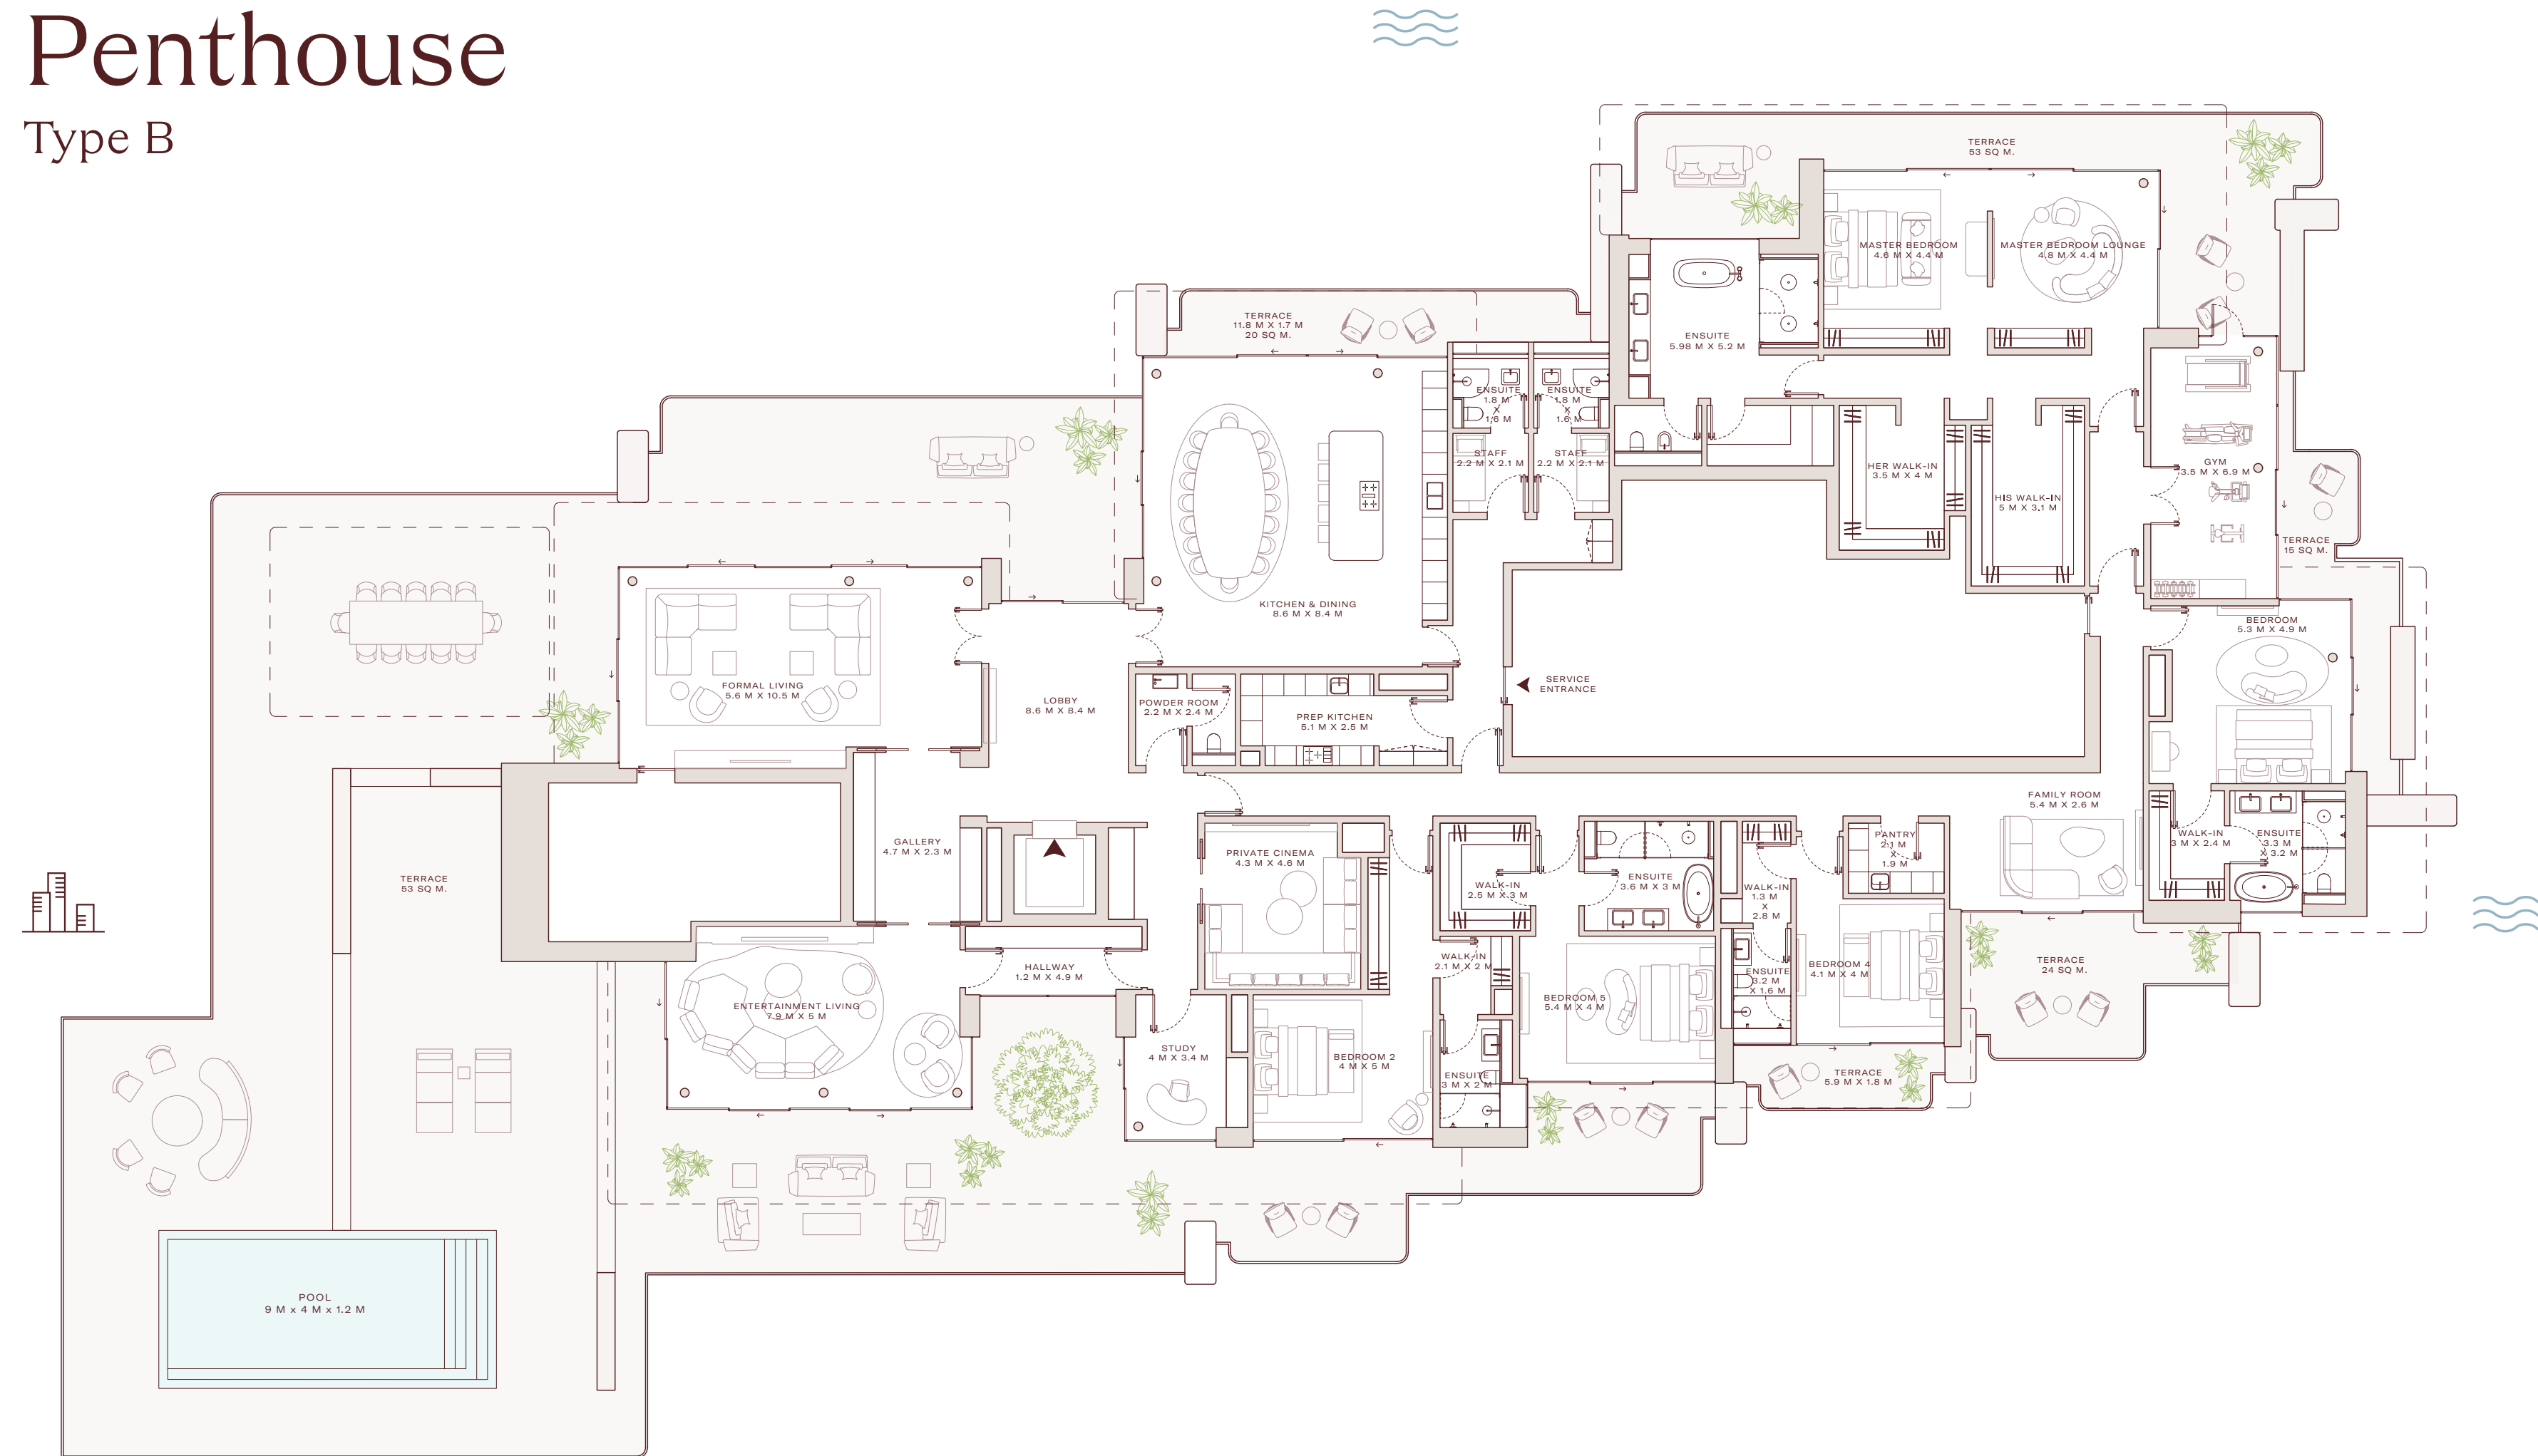 Penthouse
Type B
TERRACE
53 SQ M.
MASTER BEDROOM
4.6 M X 4.4 M
MASTER BEDROOM LOUNGE
4.8 M X 4.4 M
TERRACE
11.8 M X 1.7 M
20 SQ M.
ENSUITE
5.98 M X 5.2 M
ENSUITE
1.8 M
X
1.6 M
ENSUITE
1.8 M
X
1.6 M
STAFF
2.2 M X 2.1 M
STAFF
2.2 M X 2.1 M
HER WALK-IN
3.5 M X 4 M
HIS WALK-IN
5 M X 3.1 M
GYM
3.5 M X 6.9 M
TERRACE
15 SQ M.
KITCHEN & DINING
8.6 M X 8.4 M
BEDROOM
5.3 M X 4.9 M
FORMAL LIVING
5.6 M X 10.5 M
LOBBY
8.6 M X 8.4 M
POWDER ROOM
2.2 M X 2.4 M
PREP KITCHEN
5.1 M X 2.5 M
SERVICE
ENTRANCE
FAMILY ROOM
5.4 M X 2.6 M
GALLERY
4.7 M X 2.3 M
PRIVATE CINEMA
4.3 M X 4.6 M
PANTRY
2.1 M
X
1.9 M
WALK-IN
3 M X 2.4 M
ENSUITE
3.3 M
X 3.2 M
TERRACE
53 SQ M.
WALK-IN
2.5 M X 3 M
ENSUITE
3.6 M X 3 M
WALK-IN
1.3 M
X
2.8 M
HALLWAY
1.2 M X 4.9 M
WALK-IN
2.1 M X 2 M
ENSUITE
3.2 M
X 1.6 M
BEDROOM 4
4.1 M X 4 M
TERRACE
24 SQ M.
ENTERTAINMENT LIVING
7.9 M X 5 M
BEDROOM 5
5.4 M X 4 M
STUDY
4 M X 3.4 M
BEDROOM 2
4 M X 5 M
ENSUITE
3 M X 2 M
TERRACE
5.9 M X 1.8 M
POOL
9 M x 4 M x 1.2 M